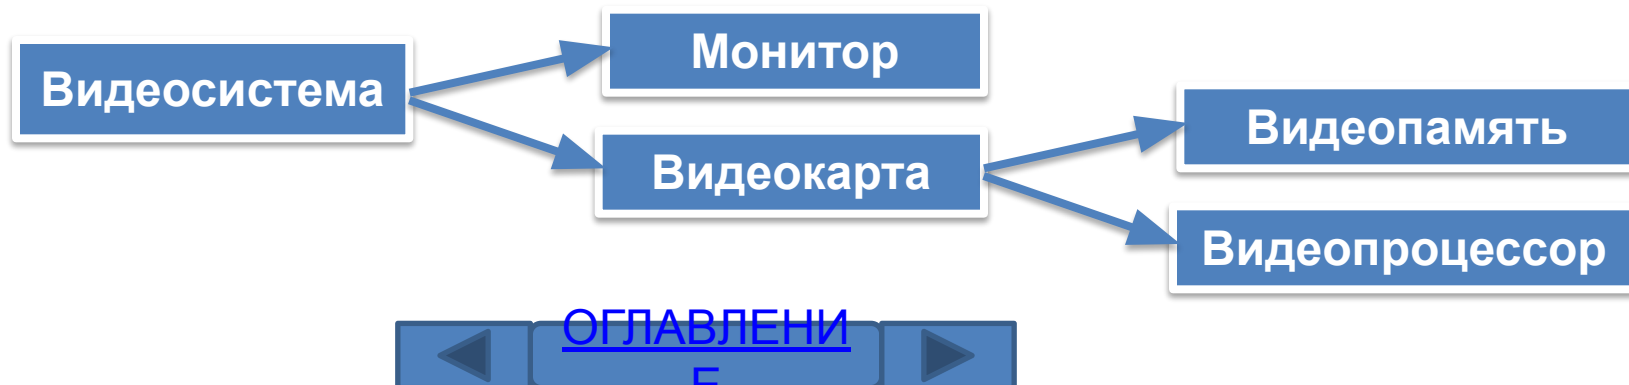 Видеосистема
Монитор
Видеокарта
Видеопамять
Видеопроцессор
ОГЛАВЛЕНИ
Е